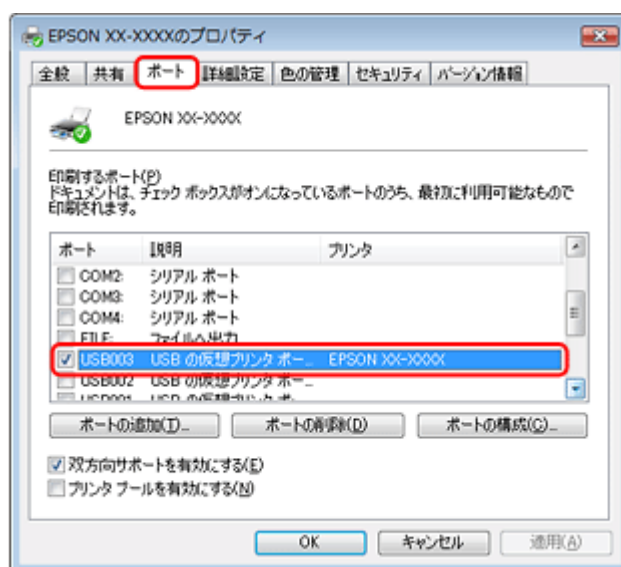 EPSON XX-XXXXのプロパティ
全般 共有 ポート 詳細設定 色の管理 セキュリティ バージョン情報
EPSON XX-XXXX
印刷するポート(P)
ドキュメントは、チェック ボックスがオンになっているポートのうち、最初に利用可能なもので
印刷されます。
ポート 説明 プリンタ
COM2: シリアル ポート
COM3: シリアル ポート
COM4: シリアル ポート
FILE: ファイルへ出力
USB003 USB の仮想プリンタ ポー... EPSON XX-XXXX
USB002 USB の仮想プリンタ ポー...
USB001 USB の仮想プリンタ ポー
ポートの追加(T)... ポートの削除(D) ポートの構成(C)...
双方向サポートを有効にする(E)
プリンタ プールを有効にする(N)
OK キャンセル 適用(A)